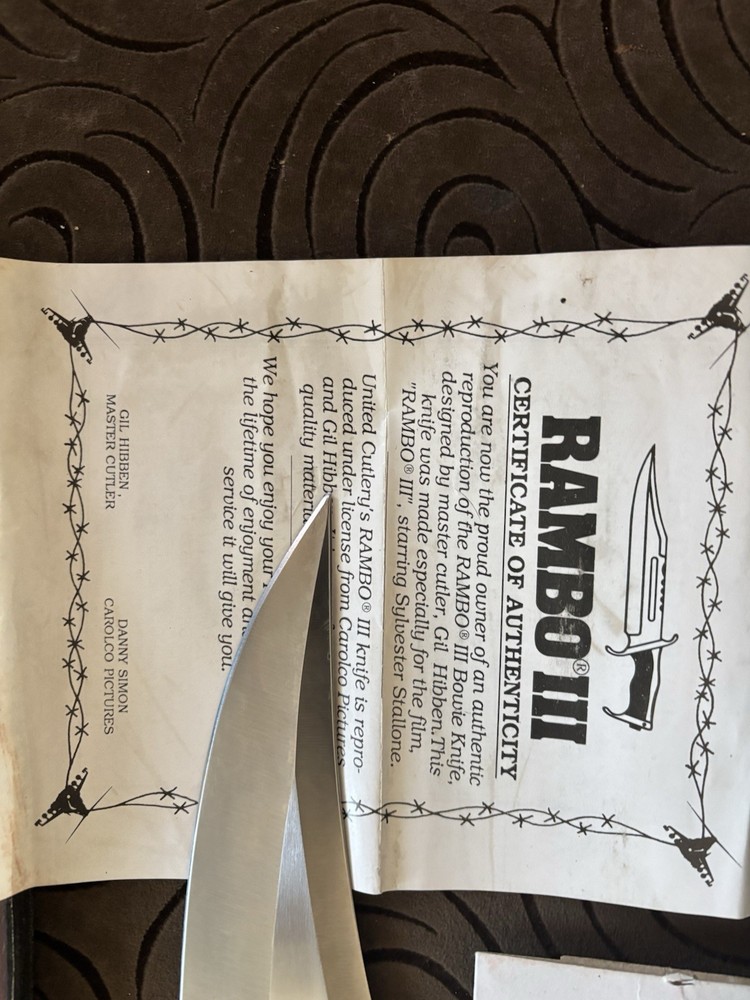 RAMBO® III
CERTIFICATE OF AUTHENTICITY
You are now the proud owner of an authentic
reproduction of the RAMBO® III Bowie Knife,
designed by master cutler, Gil Hibben. This
knife was made especially for the film,
"RAMBO® III", starring Sylvester Stallone.
United Cutlery's RAMBO® III knife is repro-
duced under license from Carolco Pictures
and Gil Hibb
quality
We hope you enjoy your
the lifetime of enjoyment
service it will give you.
GIL HIBBEN,
MASTER CUTLER
DANNY SIMON
CAROLCO PICTURES